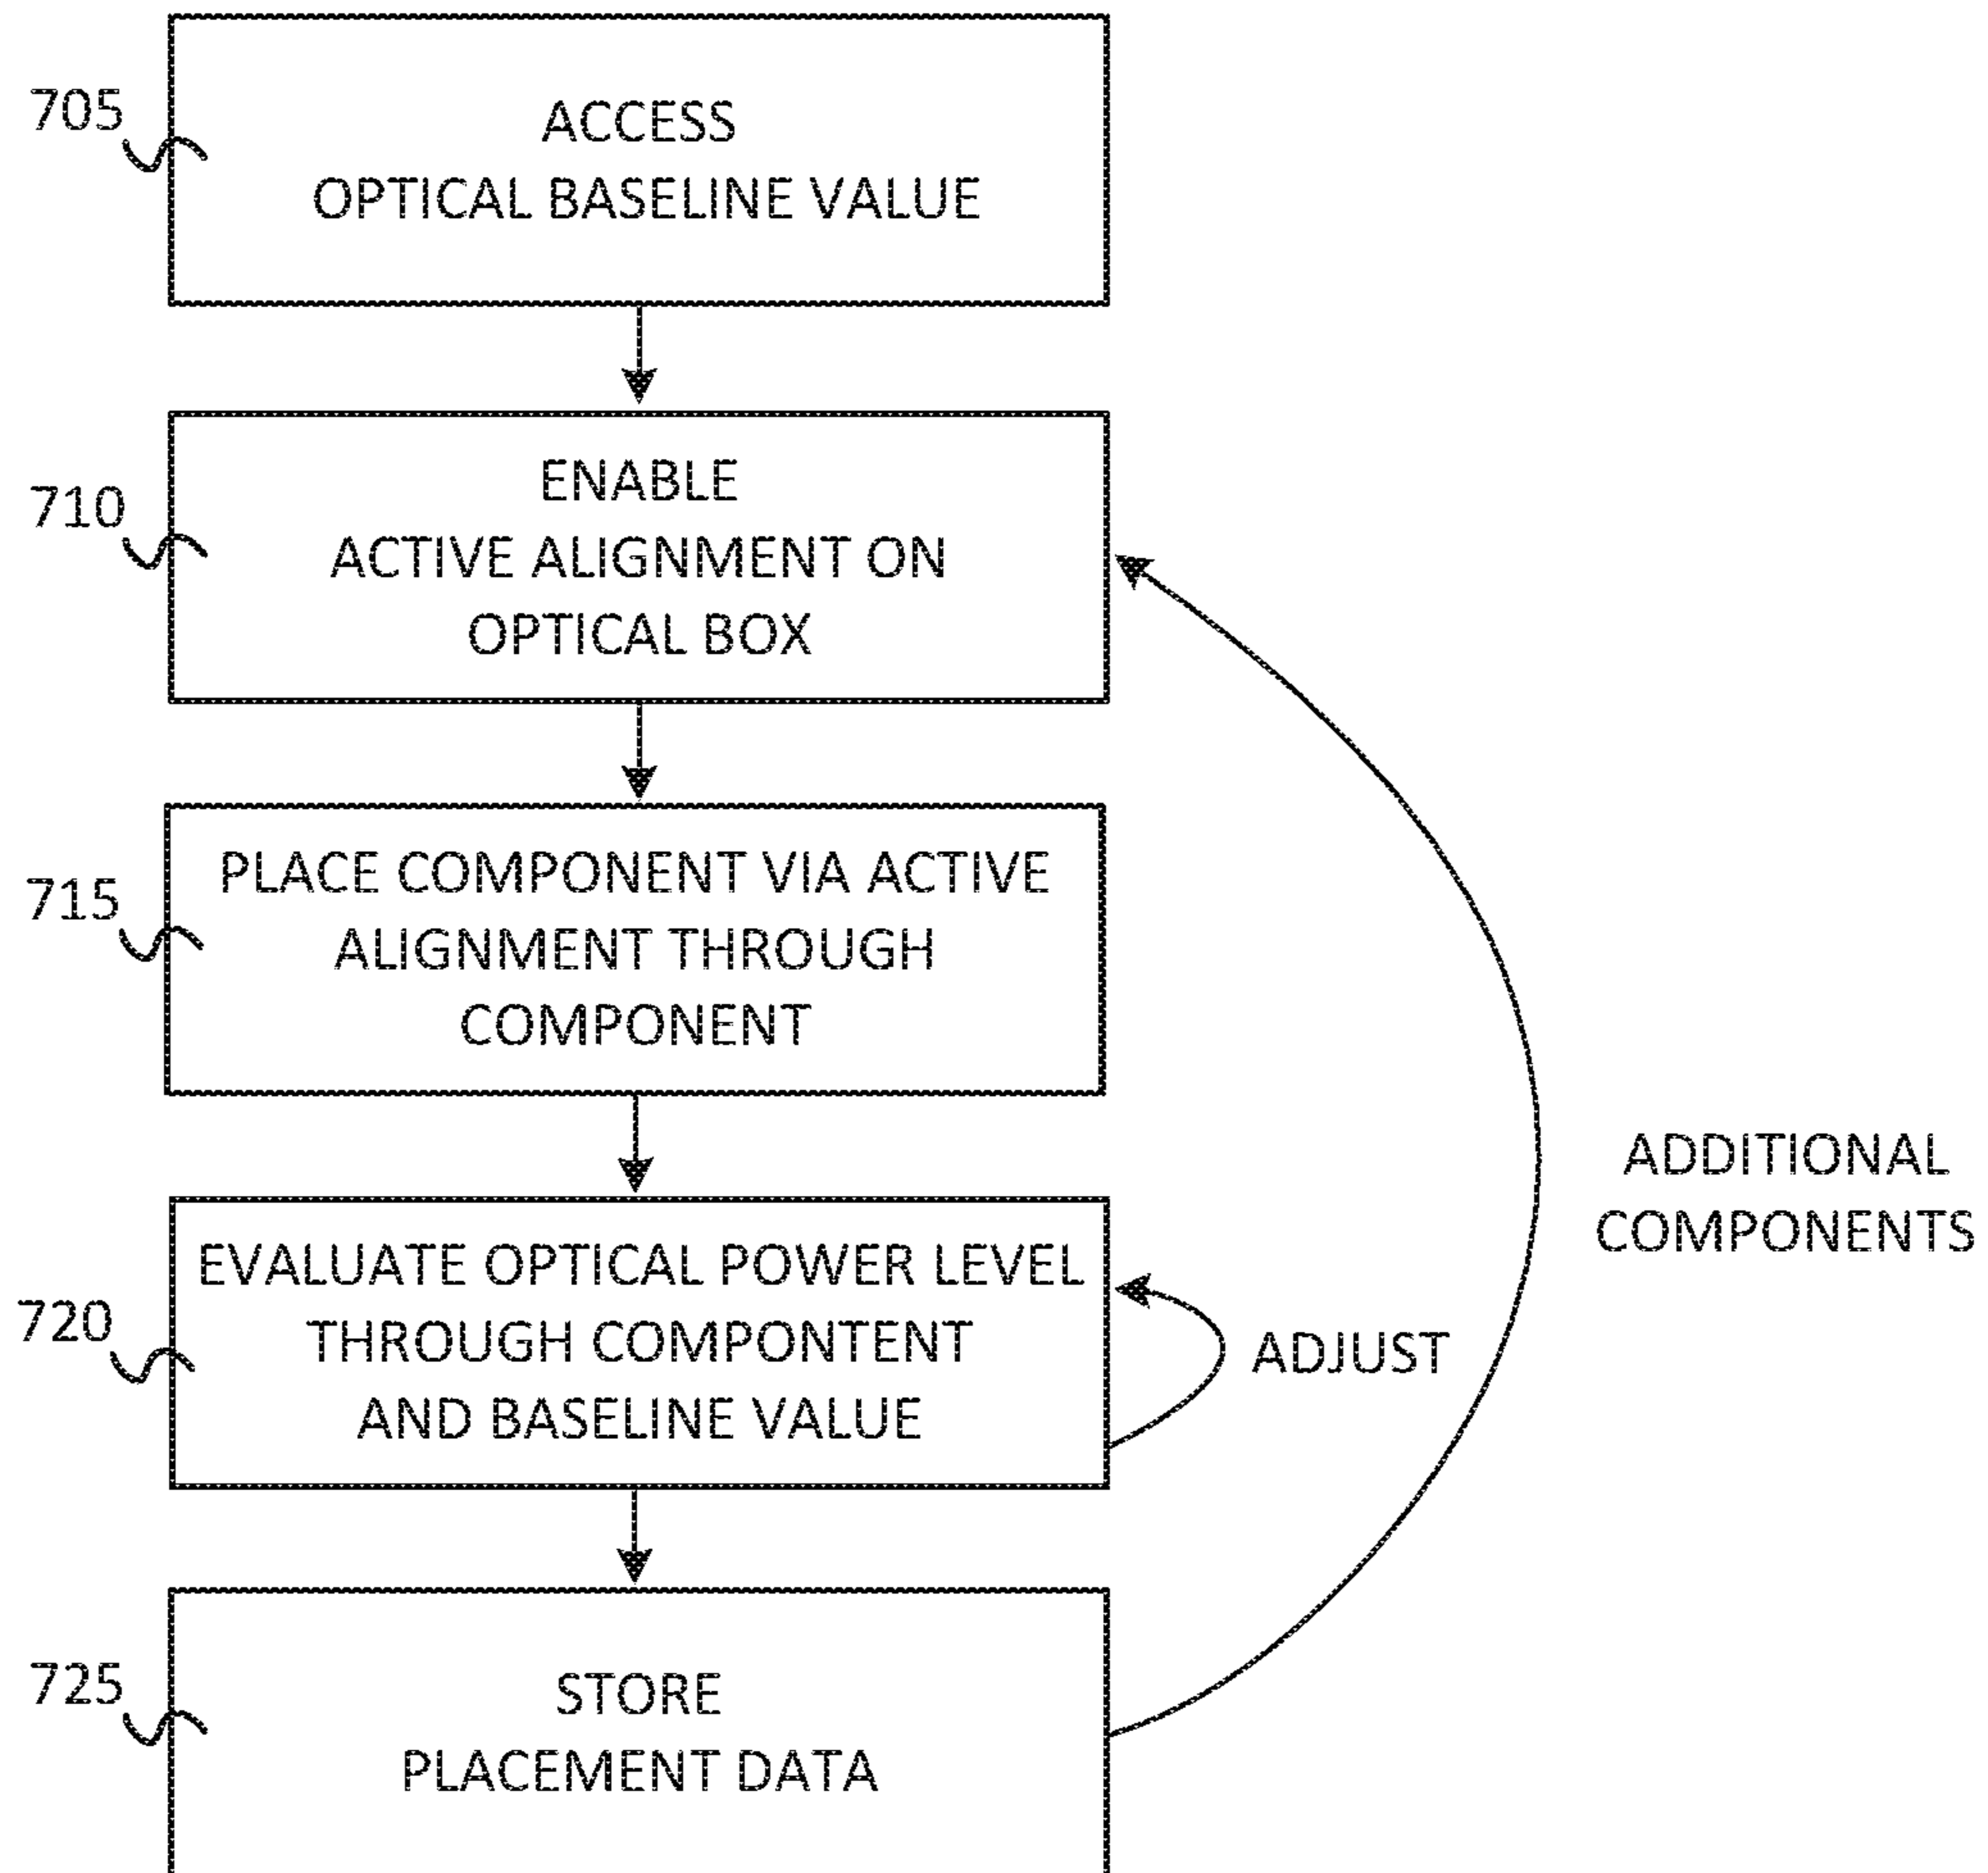 705
ACCESS
OPTICAL BASELINE VALUE
710
ENABLE
ACTIVE ALIGNMENT ON
OPTICAL BOX
715
PLACE COMPONENT VIA ACTIVE
ALIGNMENT THROUGH
COMPONENT
ADDITIONAL
COMPONENTS
720
EVALUATE OPTICAL POWER LEVEL
THROUGH COMPONTENT
AND BASELINE VALUE
ADJUST
725
STORE
PLACEMENT DATA